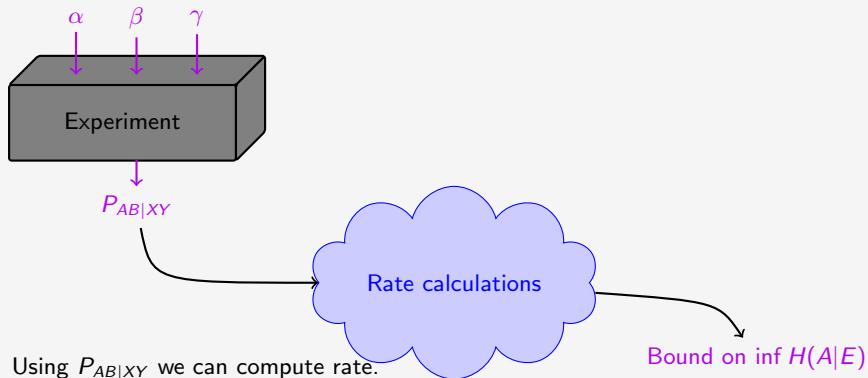 α β γ
Experiment
P_{AB|XY}
Rate calculations
Bound on inf H(A|E)
Using P_{AB|XY} we can compute rate.